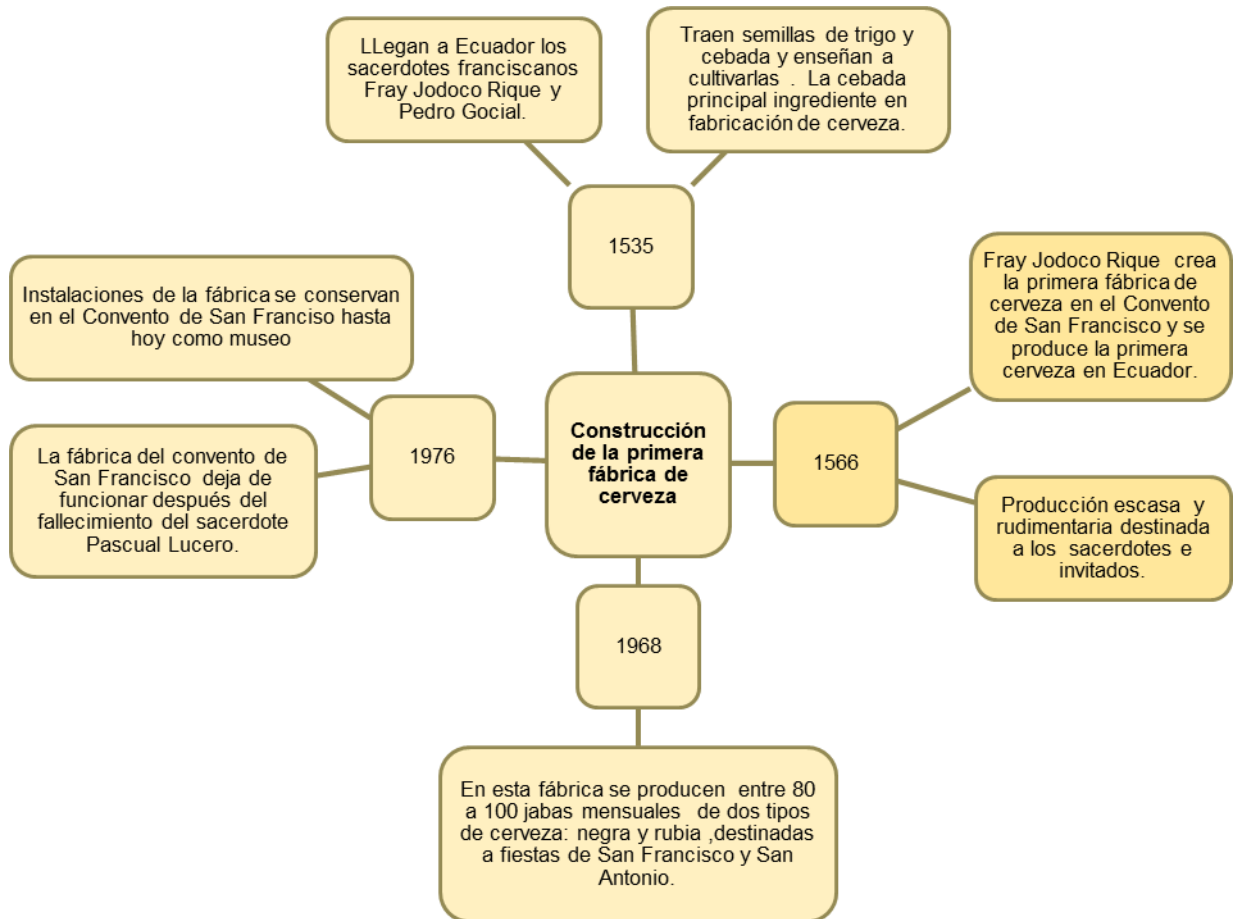 LLegan a Ecuador los
sacerdotes franciscanos
Fray Jodoco Rique y
Pedro Gocial.
Traen semillas de trigo y
cebada y enseñan a
cultivarlas . La cebada
principal ingrediente en
fabricación de cerveza.
1535
Instalaciones de la fábrica se conservan
en el Convento de San Franciso hasta
hoy como museo
Fray Jodoco Rique crea
la primera fábrica de
cerveza en el Convento
de San Francisco y se
produce la primera
cerveza en Ecuador.
La fábrica del convento de
San Francisco deja de
funcionar después del
fallecimiento del sacerdote
Pascual Lucero.
1976
Construcción
de la primera
fábrica de
cerveza
1566
Producción escasa y
rudimentaria destinada
a los sacerdotes e
invitados.
1968
En esta fábrica se producen entre 80
a 100 jabas mensuales de dos tipos
de cerveza: negra y rubia ,destinadas
a fiestas de San Francisco y San
Antonio.